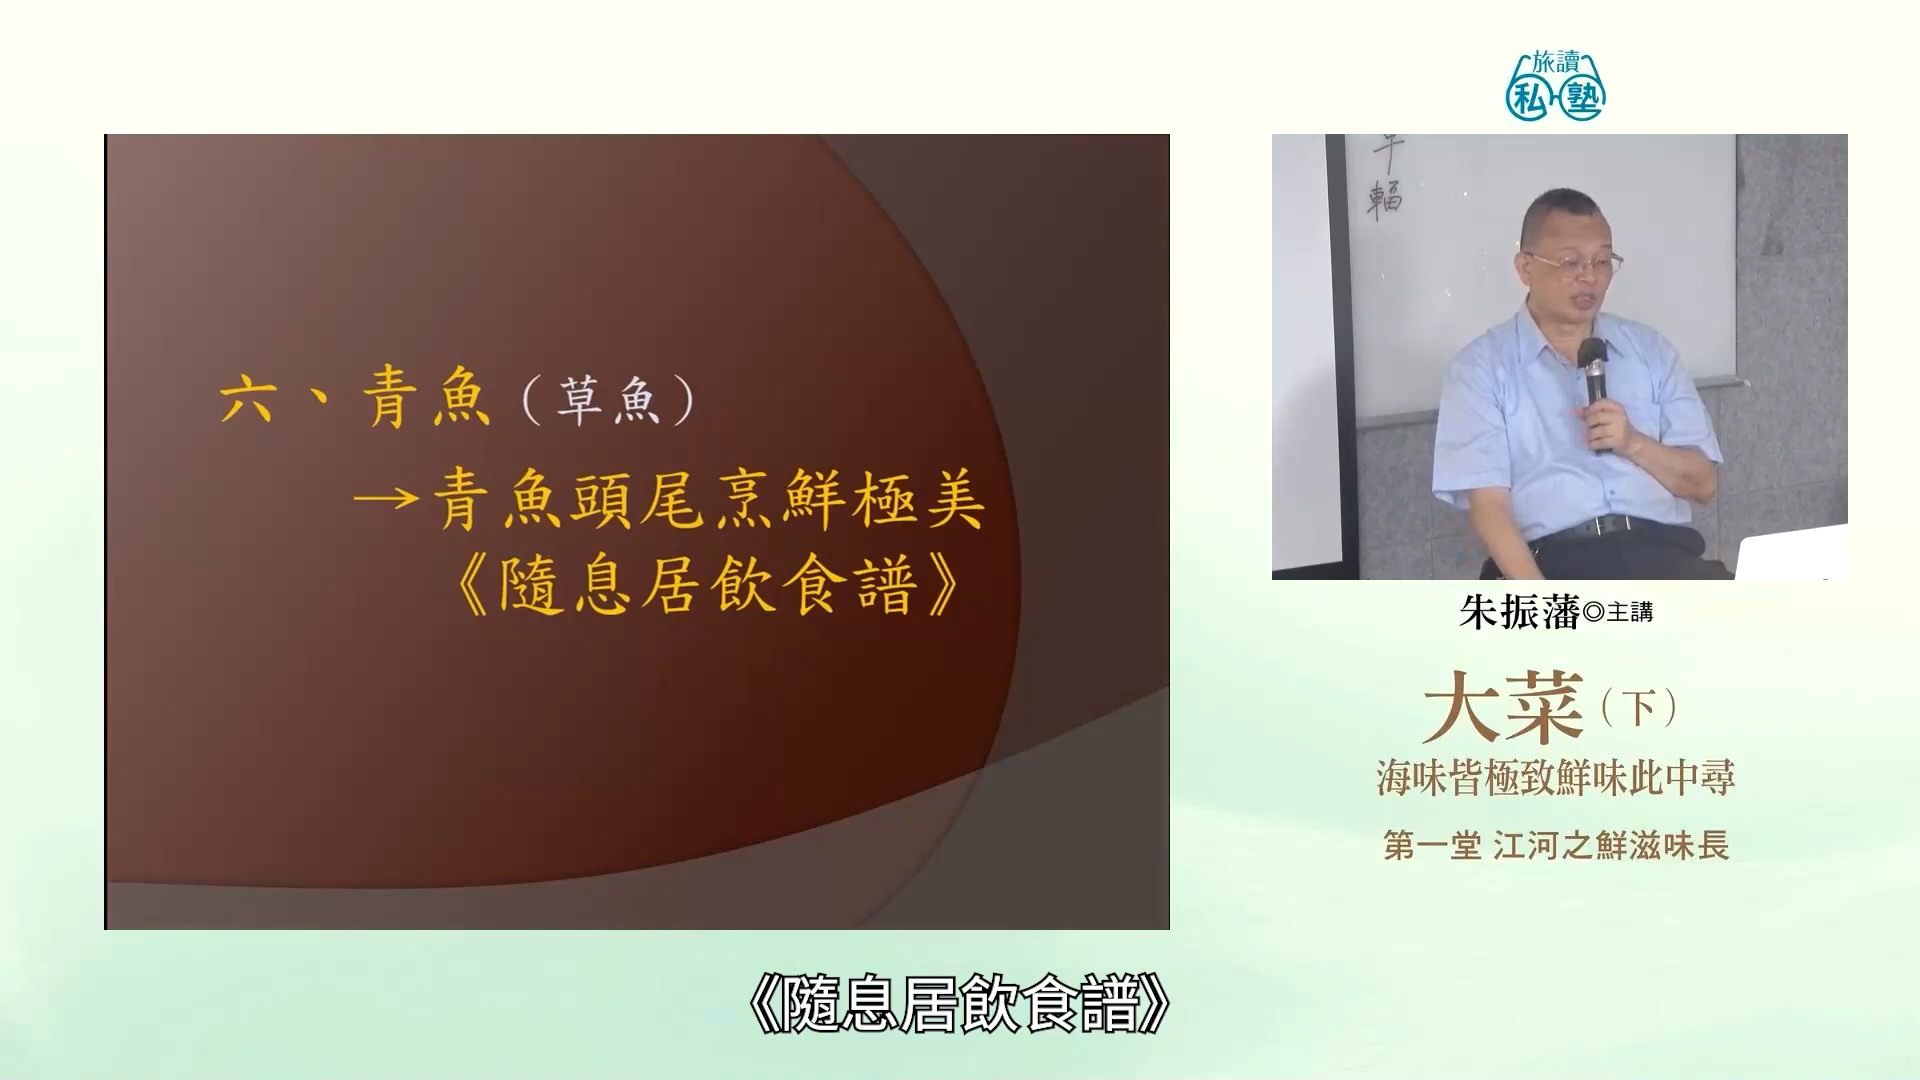 旅讀
私塾
六、青魚（草魚）
→青魚頭尾烹鮮極美
《隨息居飲食譜》
輻
朱振藩◎主講
大菜（下）
海味皆極致鮮味此中尋
第一堂 江河之鮮滋味長
《隨息居飲食譜》